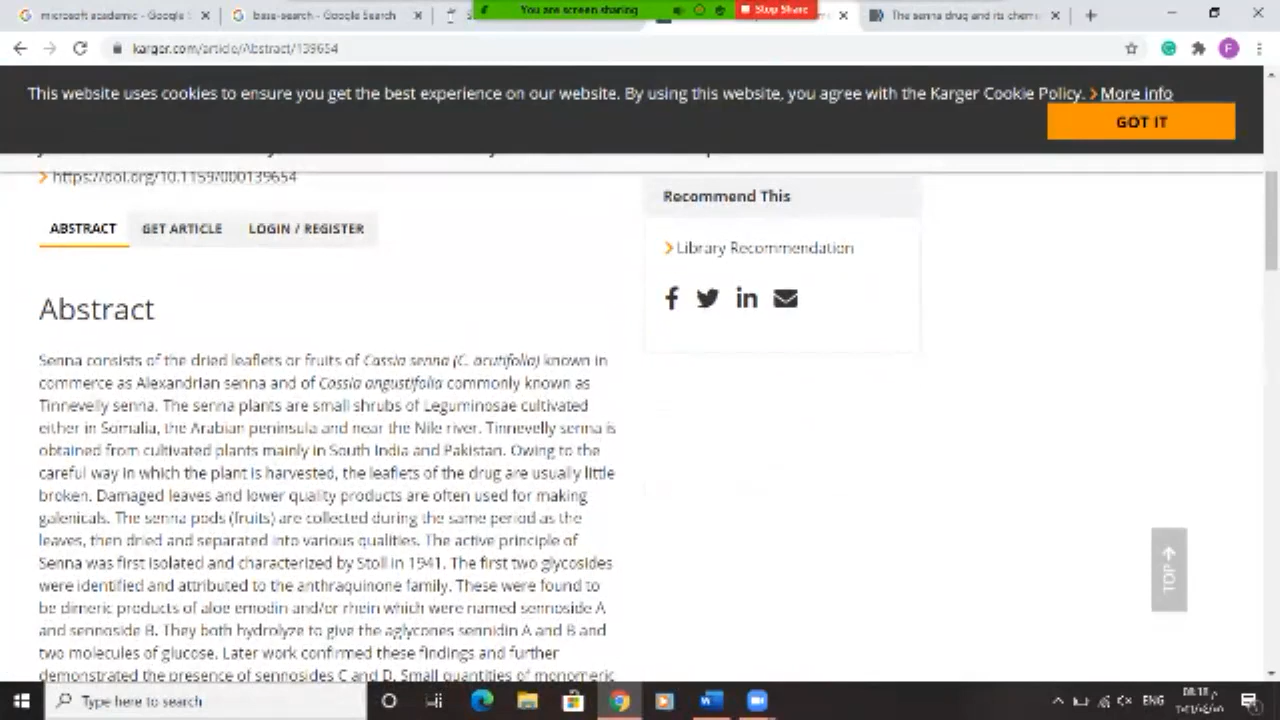 microsoft academic - Google S
base-search - Google Search
You are screen sharing
Stop Share
The senna drug and its chemi
karger.com/article/Abstract/139654
F
This website uses cookies to ensure you get the best experience on our website. By using this website, you agree with the Karger Cookie Policy. More info
GOT IT
https://doi.org/10.1159/000139654
ABSTRACT GET ARTICLE LOGIN / REGISTER
Recommend This
Library Recommendation
Abstract
Senna consists of the dried leaflets or fruits of Cassia senna (C. acutifolia) known in
commerce as Alexandrian senna and of Cassia angustifolia commonly known as
Tinnevelly senna. The senna plants are small shrubs of Leguminosae cultivated
either in Somalia, the Arabian peninsula and near the Nile river. Tinnevelly senna is
obtained from cultivated plants mainly in South India and Pakistan. Owing to the
careful way in which the plant is harvested, the leaflets of the drug are usually little
broken. Damaged leaves and lower quality products are often used for making
galenicals. The senna pods (fruits) are collected during the same period as the
leaves, then dried and separated into various qualities. The active principle of
Senna was first isolated and characterized by Stoll in 1941. The first two glycosides
were identified and attributed to the anthraquinone family. These were found to
be dimeric products of aloe emodin and/or rhein which were named sennoside A
and sennoside B. They both hydrolyze to give the aglycones sennidin A and B and
two molecules of glucose. Later work confirmed these findings and further
demonstrated the presence of sennosides C and D. Small quantities of monomeric
TOP
Type here to search
ENG